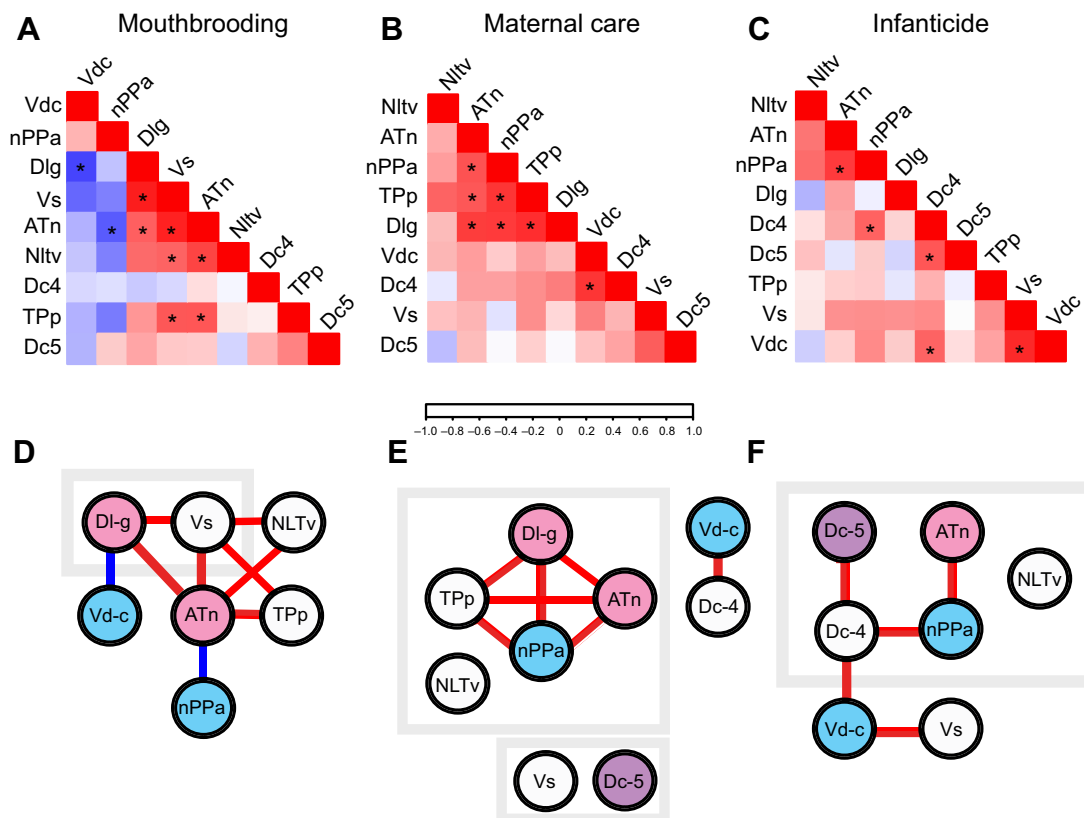 A Mouthbrooding
Vdc
nPPa
Dlg
Vs
ATn
Nltv
Dc4
TPp
Dc5
Vdc
nPPa
Dlg *
Vs *
ATn * * *
Nltv * *
Dc4
TPp * *
Dc5
B Maternal care
Nltv
ATn
nPPa
TPp
Dlg
Vdc
Dc4
Vs
Dc5
Nltv
ATn
nPPa *
TPp * *
Dlg * * *
Vdc
Dc4 *
Vs
Dc5
C Infanticide
Nltv
ATn
nPPa
Dlg
Dc4
Dc5
TPp
Vs
Vdc
Nltv
ATn
nPPa *
Dlg
Dc4 *
Dc5 *
TPp
Vs
Vdc * *
−1.0 −0.8 −0.6 −0.4 −0.2 0 0.2 0.4 0.6 0.8 1.0
D
Dl-g Vs NLTv
Vd-c ATn TPp
nPPa
E
Dl-g
TPp ATn
nPPa
NLTv
Vd-c
Dc-4
Vs Dc-5
F
Dc-5 ATn
NLTv
Dc-4 nPPa
Vd-c Vs